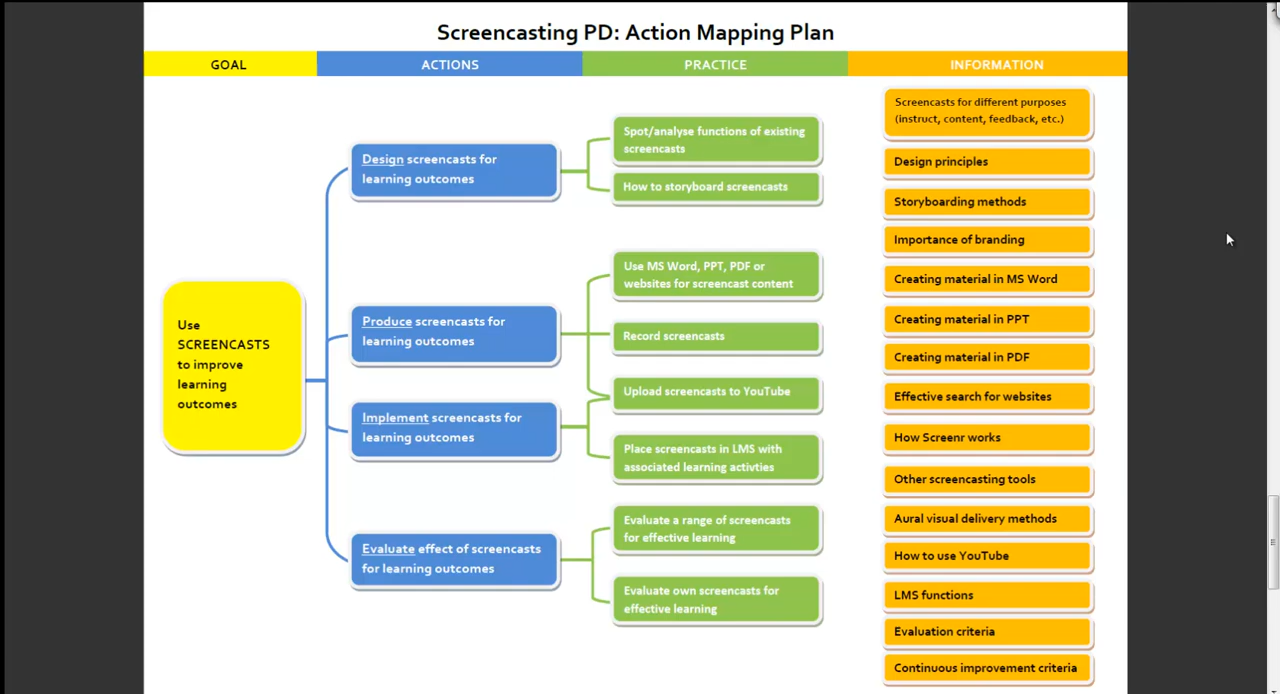 Screencasting PD: Action Mapping Plan
GOAL
ACTIONS
PRACTICE
INFORMATION
Use
SCREENCASTS
to improve
learning
outcomes
Design screencasts for
learning outcomes
Produce screencasts for
learning outcomes
Implement screencasts for
learning outcomes
Evaluate effect of screencasts
for learning outcomes
Spot/analyse functions of existing
screencasts
How to storyboard screencasts
Use MS Word, PPT, PDF or
websites for screencast content
Record screencasts
Upload screencasts to YouTube
Place screencasts in LMS with
associated learning activties
Evaluate a range of screencasts
for effective learning
Evaluate own screencasts for
effective learning
Screencasts for different purposes
(instruct, content, feedback, etc.)
Design principles
Storyboarding methods
Importance of branding
Creating material in MS Word
Creating material in PPT
Creating material in PDF
Effective search for websites
How Screenr works
Other screencasting tools
Aural visual delivery methods
How to use YouTube
LMS functions
Evaluation criteria
Continuous improvement criteria